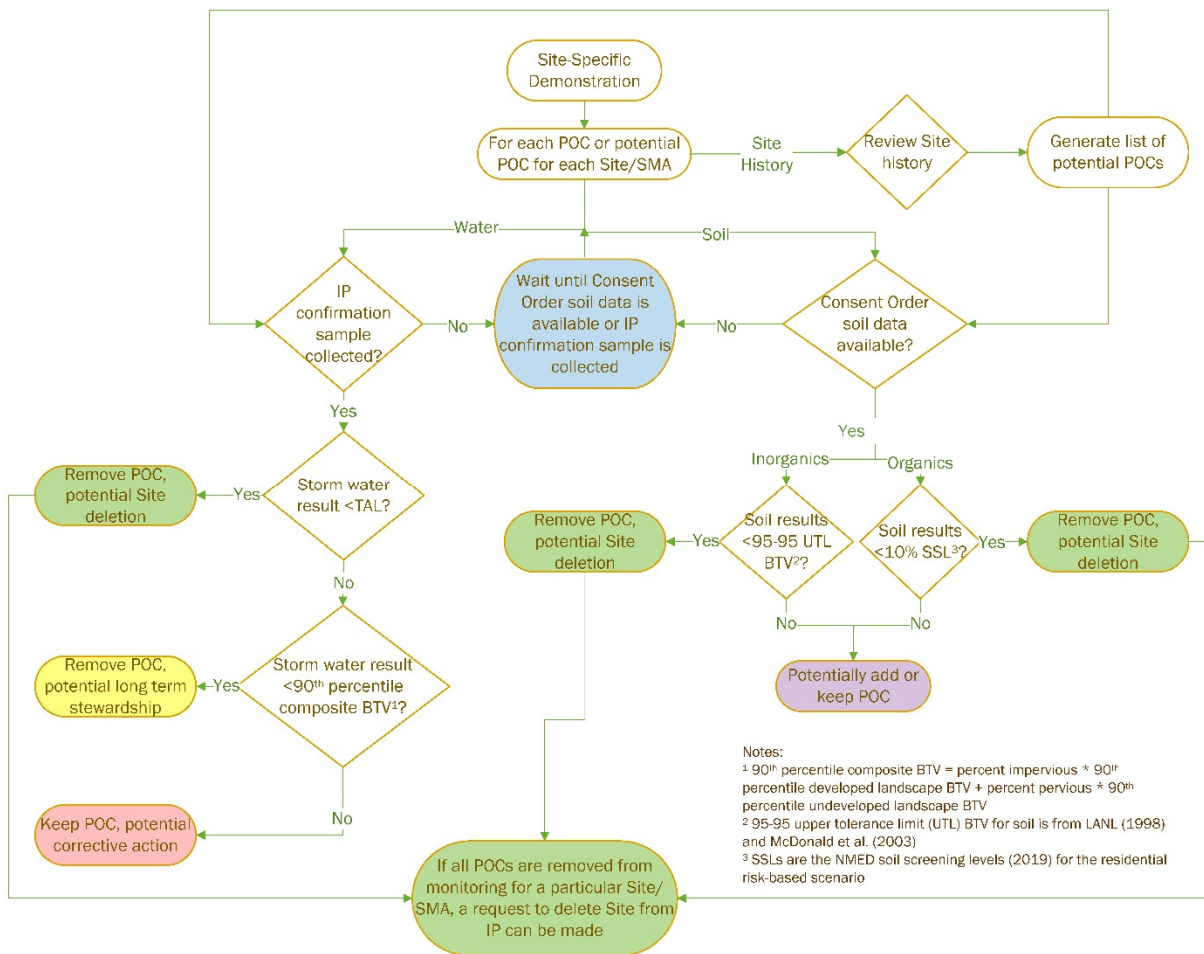 Site-Specific
Demonstration
For each POC or potential
POC for each Site/SMA
Site
History
Review Site
history
Generate list of
potential POCs
Water
Soil
IP
confirmation
sample
collected?
No
Wait until Consent
Order soil data is
available or IP
confirmation sample is
collected
No
Consent Order
soil data
available?
Yes
Yes
Inorganics
Organics
Remove POC,
potential Site
deletion
Yes
Storm water
result <TAL?
Remove POC,
potential Site
deletion
Yes
Soil results
<95-95 UTL
BTV²?
Soil results
<10% SSL³?
Yes
Remove POC,
potential Site
deletion
No
No
No
Remove POC,
potential long term
stewardship
Yes
Storm water result
<90th percentile
composite BTV¹?
Potentially add or
keep POC
No
Keep POC, potential
corrective action
If all POCs are removed from
monitoring for a particular Site/
SMA, a request to delete Site from
IP can be made
Notes:
¹ 90th percentile composite BTV = percent impervious * 90th
percentile developed landscape BTV + percent pervious * 90th
percentile undeveloped landscape BTV
² 95-95 upper tolerance limit (UTL) BTV for soil is from LANL (1998)
and McDonald et al. (2003)
³ SSLs are the NMED soil screening levels (2019) for the residential
risk-based scenario